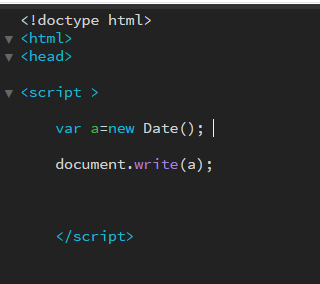 <!doctype html>
<html>
<head>
<script >
var a=new Date();
document.write(a);
</script>